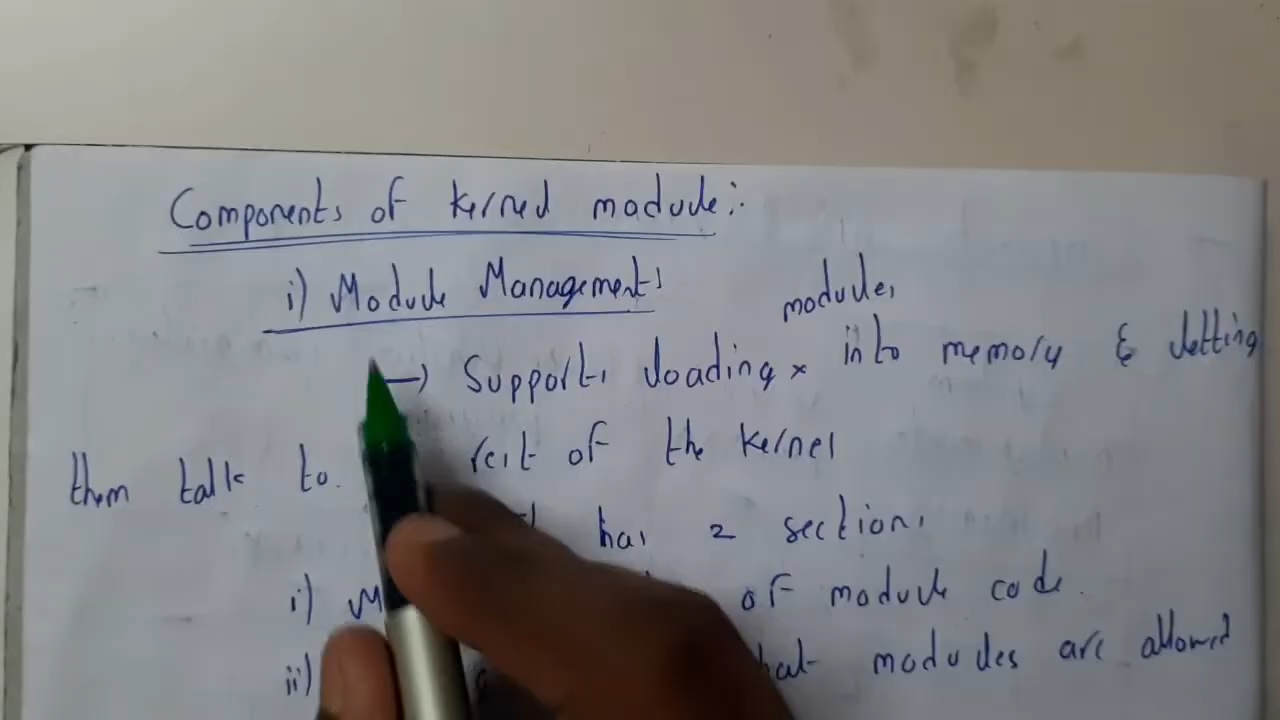 Components of kernel module:-
i) Module Management:
→ Supports loading modules into memory & letting
them talk to rest of the kernel
has 2 sections
i) M of module code.
ii) that modules are allowed